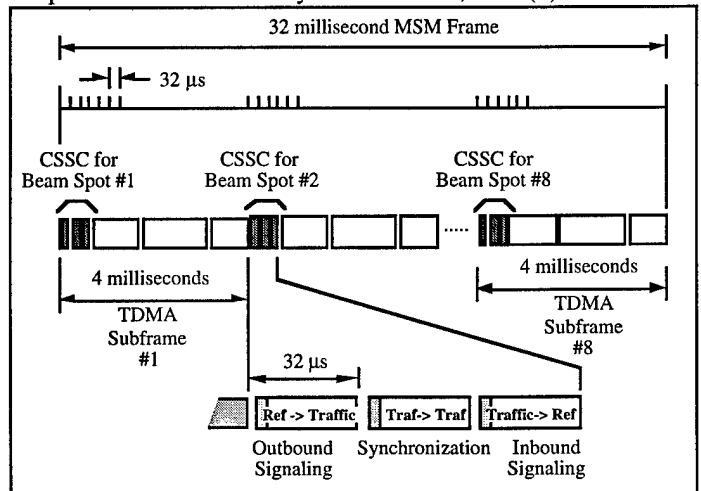 32 millisecond MSM Frame
32 µs
CSSC for
Beam Spot #1
CSSC for
Beam Spot #2
CSSC for
Beam Spot #8
4 milliseconds
TDMA
Subframe
#1
4 milliseconds
TDMA
Subframe
#8
32 µs
Ref -> Traffic
Traf-> Traf
Traffic-> Ref
Outbound
Signaling
Synchronization
Inbound
Signaling